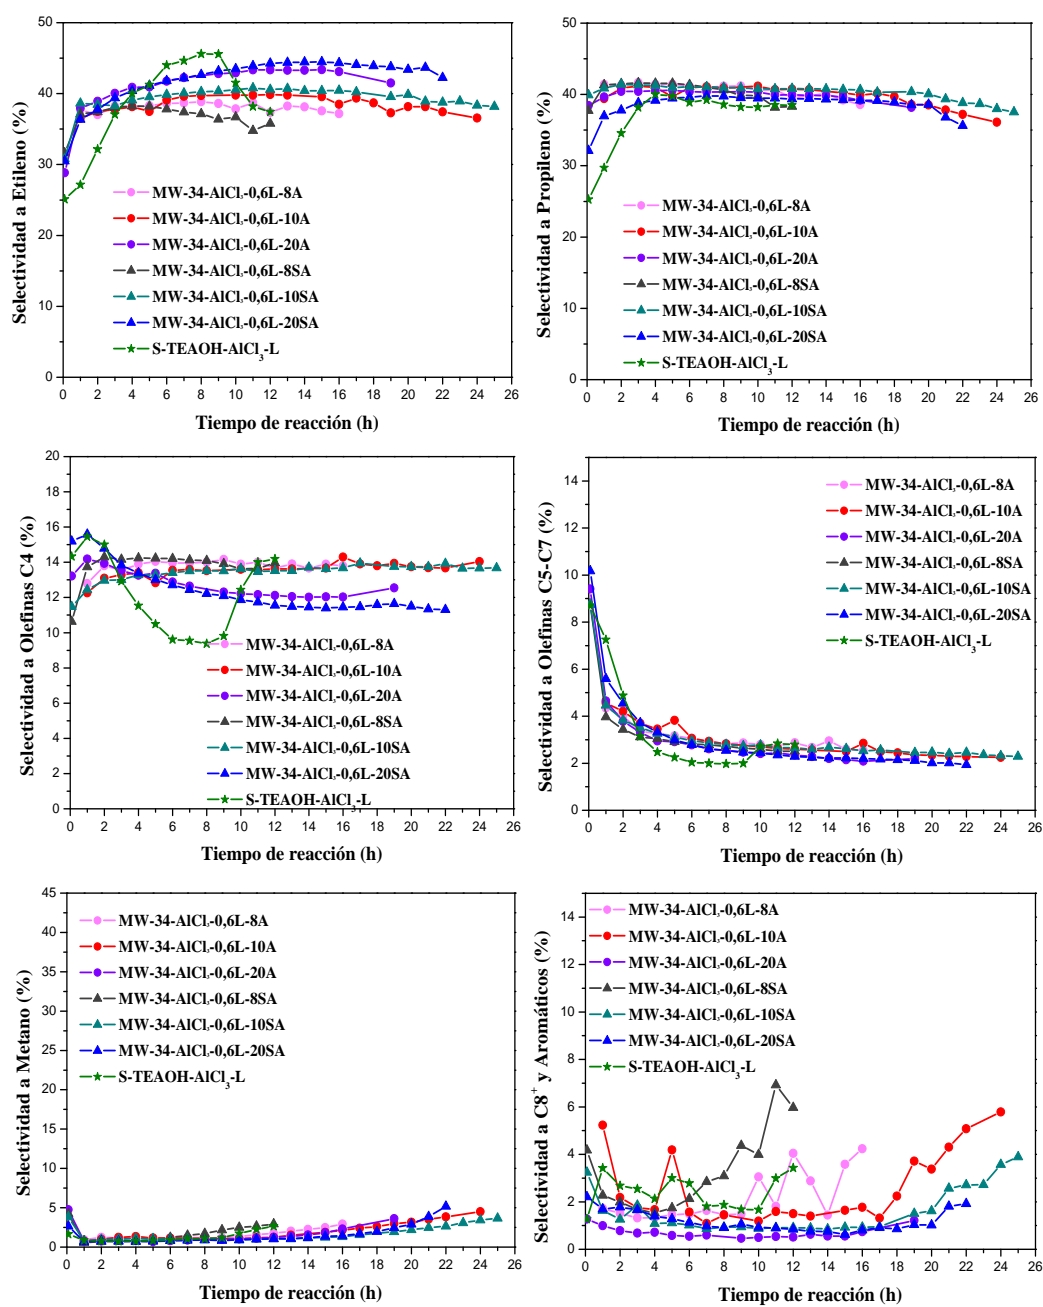 50
40
30
20
10
0
Selectividad a Etileno (%)
MW-34-AlCl₃-0,6L-8A
MW-34-AlCl₃-0,6L-10A
MW-34-AlCl₃-0,6L-20A
MW-34-AlCl₃-0,6L-8SA
MW-34-AlCl₃-0,6L-10SA
MW-34-AlCl₃-0,6L-20SA
S-TEAOH-AlCl₃-L
0 2 4 6 8 10 12 14 16 18 20 22 24 26
Tiempo de reacción (h)
50
40
30
20
10
0
Selectividad a Propileno (%)
MW-34-AlCl₃-0,6L-8A
MW-34-AlCl₃-0,6L-10A
MW-34-AlCl₃-0,6L-20A
MW-34-AlCl₃-0,6L-8SA
MW-34-AlCl₃-0,6L-10SA
MW-34-AlCl₃-0,6L-20SA
S-TEAOH-AlCl₃-L
0 2 4 6 8 10 12 14 16 18 20 22 24 26
Tiempo de reacción (h)
20
18
16
14
12
10
8
6
4
2
0
Selectividad a Olefinas C4 (%)
MW-34-AlCl₃-0,6L-8A
MW-34-AlCl₃-0,6L-10A
MW-34-AlCl₃-0,6L-20A
MW-34-AlCl₃-0,6L-8SA
MW-34-AlCl₃-0,6L-10SA
MW-34-AlCl₃-0,6L-20SA
S-TEAOH-AlCl₃-L
0 2 4 6 8 10 12 14 16 18 20 22 24 26
Tiempo de reacción (h)
14
12
10
8
6
4
2
0
Selectividad a Olefinas C5-C7 (%)
MW-34-AlCl₃-0,6L-8A
MW-34-AlCl₃-0,6L-10A
MW-34-AlCl₃-0,6L-20A
MW-34-AlCl₃-0,6L-8SA
MW-34-AlCl₃-0,6L-10SA
MW-34-AlCl₃-0,6L-20SA
S-TEAOH-AlCl₃-L
0 2 4 6 8 10 12 14 16 18 20 22 24 26
Tiempo de reacción (h)
45
40
35
30
25
20
15
10
5
0
Selectividad a Metano (%)
MW-34-AlCl₃-0,6L-8A
MW-34-AlCl₃-0,6L-10A
MW-34-AlCl₃-0,6L-20A
MW-34-AlCl₃-0,6L-8SA
MW-34-AlCl₃-0,6L-10SA
MW-34-AlCl₃-0,6L-20SA
S-TEAOH-AlCl₃-L
0 2 4 6 8 10 12 14 16 18 20 22 24 26
Tiempo de reacción (h)
14
12
10
8
6
4
2
0
Selectividad a C8⁺ y Aromáticos (%)
MW-34-AlCl₃-0,6L-8A
MW-34-AlCl₃-0,6L-10A
MW-34-AlCl₃-0,6L-20A
MW-34-AlCl₃-0,6L-8SA
MW-34-AlCl₃-0,6L-10SA
MW-34-AlCl₃-0,6L-20SA
S-TEAOH-AlCl₃-L
0 2 4 6 8 10 12 14 16 18 20 22 24 26
Tiempo de reacción (h)